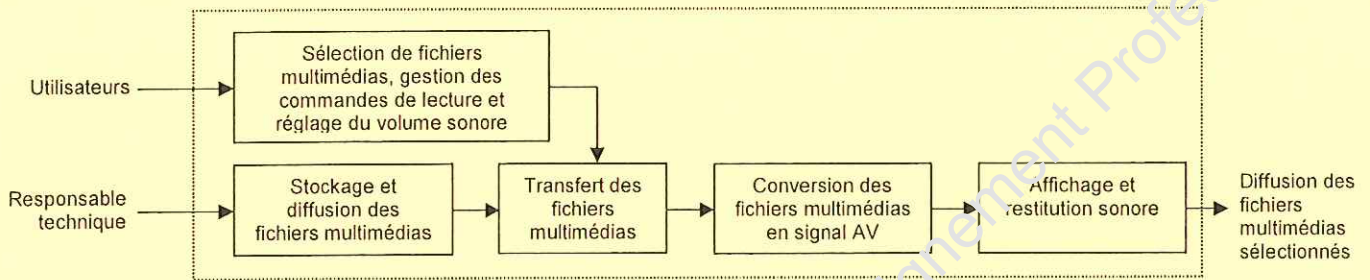 Utilisateurs
Sélection de fichiers
multimédias, gestion des
commandes de lecture et
réglage du volume sonore
Responsable
technique
Stockage et
diffusion des
fichiers multimédias
Transfert des
fichiers
multimédias
Conversion des
fichiers multimédias
en signal AV
Affichage et
restitution sonore
Diffusion des
fichiers
multimédias
sélectionnés